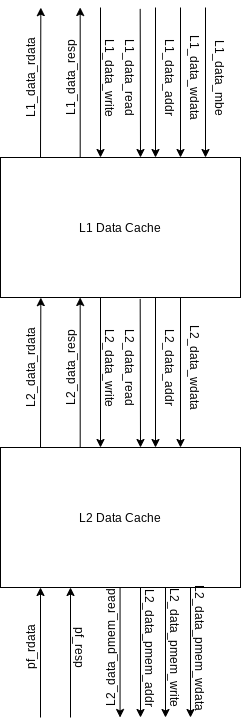 L1_data_rdata
L1_data_resp
L1_data_write
L1_data_read
L1_data_addr
L1_data_wdata
L1_data_mbe
L1 Data Cache
L2_data_rdata
L2_data_resp
L2_data_write
L2_data_read
L2_data_addr
L2_data_wdata
L2 Data Cache
pf_rdata
pf_resp
L2_data_pmem_read
L2_data_pmem_addr
L2_data_pmem_write
L2_data_pmem_wdata